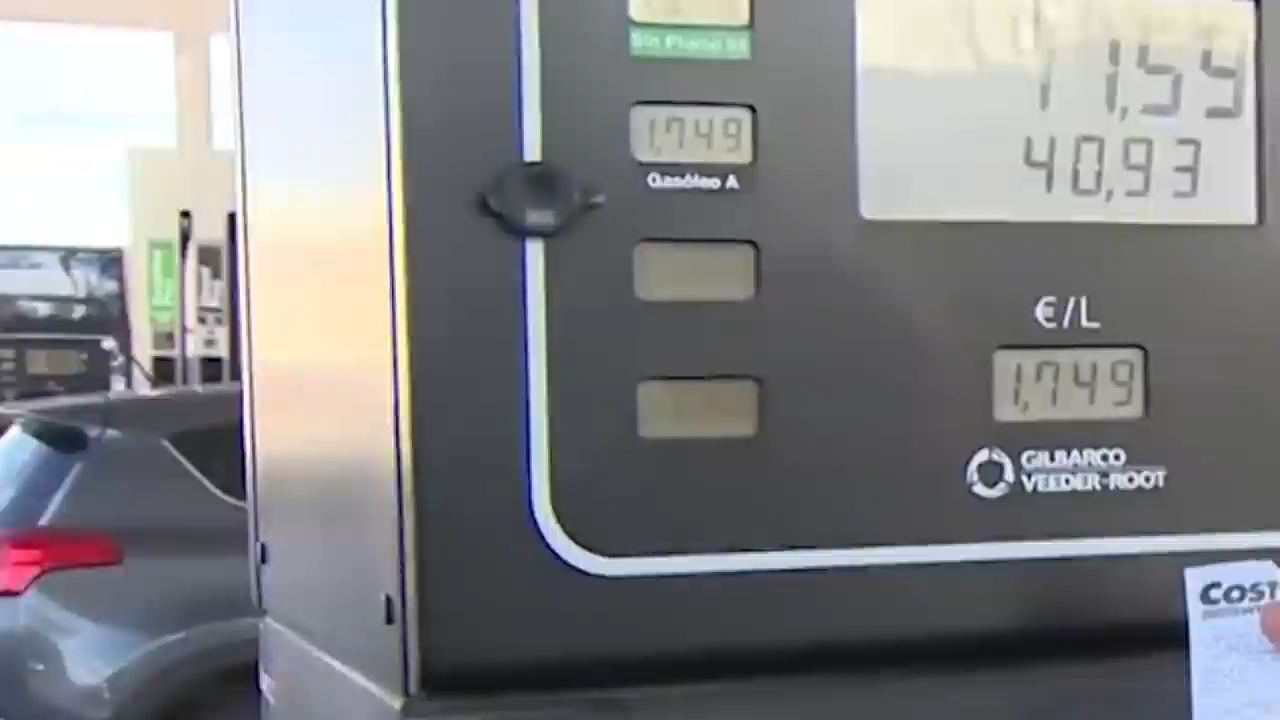 Sin Plomo 95
71,59
1,749
40,93
Gasóleo A
€/L
1,749
GILBARCO
VEEDER-ROOT
COST